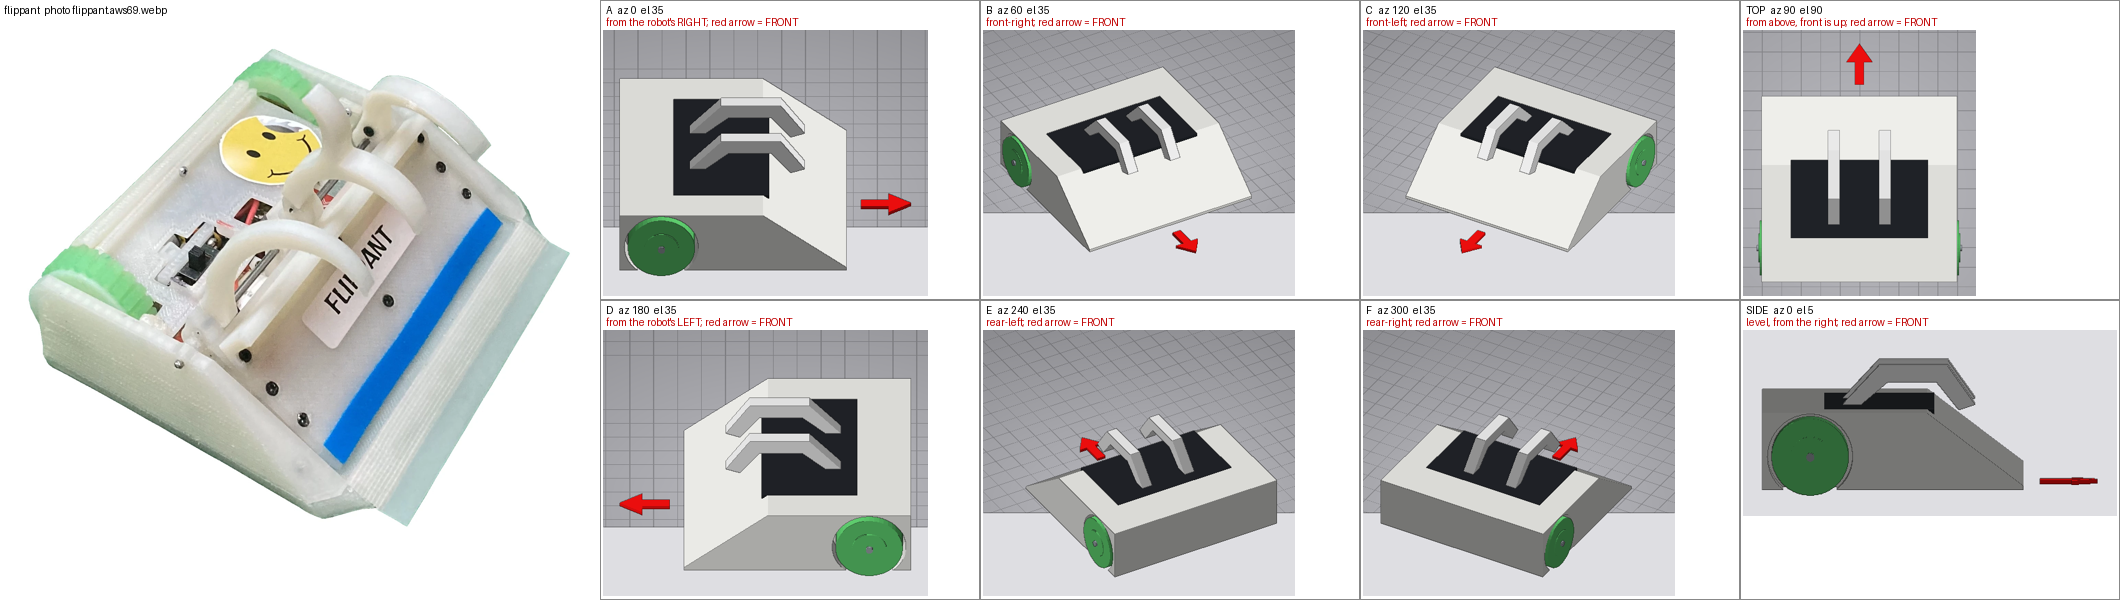 flippant photo flippant.aws69.webp
FLIPPANT
A az 0 el 35
from the robot's RIGHT; red arrow = FRONT
B az 60 el 35
front-right; red arrow = FRONT
C az 120 el 35
front-left; red arrow = FRONT
TOP az 90 el 90
from above, front is up; red arrow = FRONT
D az 180 el 35
from the robot's LEFT; red arrow = FRONT
E az 240 el 35
rear-left; red arrow = FRONT
F az 300 el 35
rear-right; red arrow = FRONT
SIDE az 0 el 5
level, from the right; red arrow = FRONT